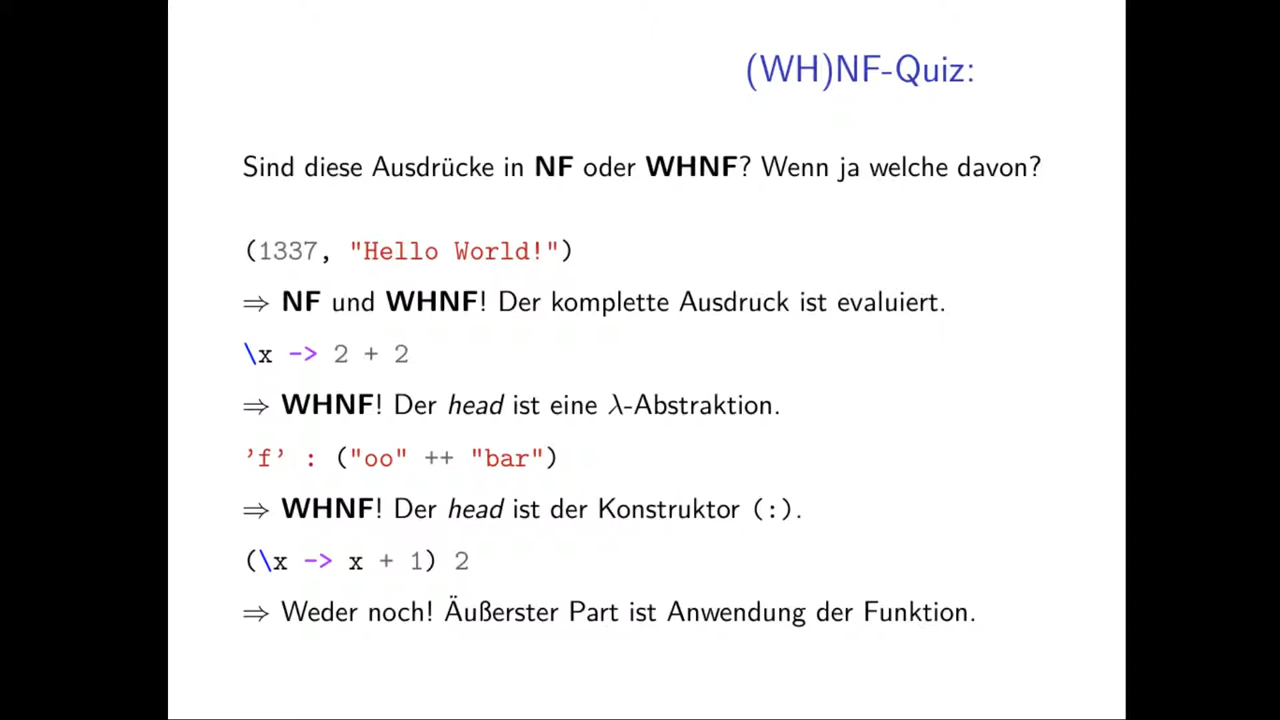 (WH)NF-Quiz:
Sind diese Ausdrücke in NF oder WHNF? Wenn ja welche davon?
(1337, "Hello World!")
⇒ NF und WHNF! Der komplette Ausdruck ist evaluiert.
\x -> 2 + 2
⇒ WHNF! Der head ist eine λ-Abstraktion.
'f' : ("oo" ++ "bar")
⇒ WHNF! Der head ist der Konstruktor (:).
(\x -> x + 1) 2
⇒ Weder noch! Äußerster Part ist Anwendung der Funktion.